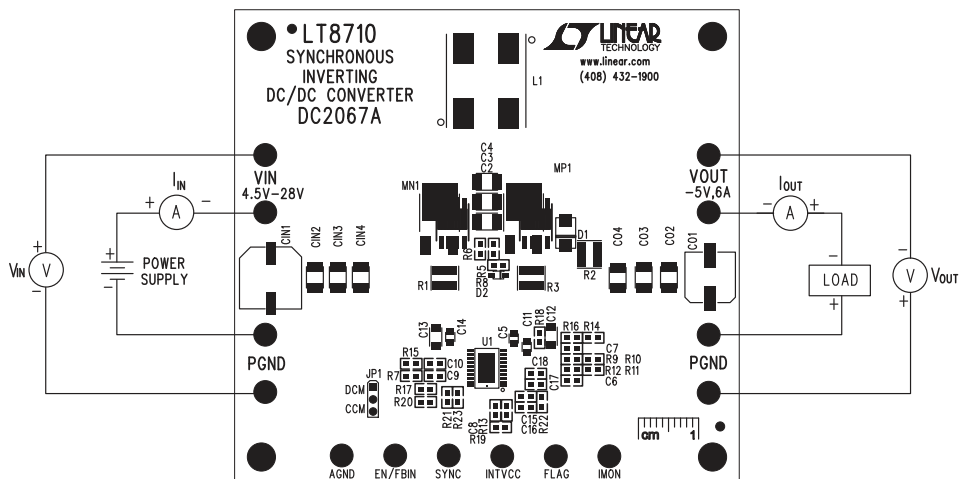 LT8710
SYNCHRONOUS
INVERTING
DC/DC CONVERTER
DC2067A
LINEAR
TECHNOLOGY
www.linear.com
(408) 432-1900
L1
C4
C3
C2
MN1
MP1
VIN
4.5V-28V
VOUT
-5V,6A
IIN
+ A -
IOUT
- A +
CIN1
CIN2
CIN3
CIN4
R6
R5
R8
D2
D1
R2
R1
R3
CO4
CO3
CO2
CO1
+
VIN
V
-
+
POWER
SUPPLY
-
-
LOAD
+
-
V
VOUT
+
PGND
PGND
C13
C14
U1
C5
C11
R18
C12
R16
R14
C7
R9
R10
R12
R11
C6
R15
R7
C10
C9
C18
C17
JP1
DCM
CCM
R17
R20
R21
R23
C8
R13
R19
C15
C16
R22
cm
1
AGND
EN/FBIN
SYNC
INTVCC
FLAG
IMON